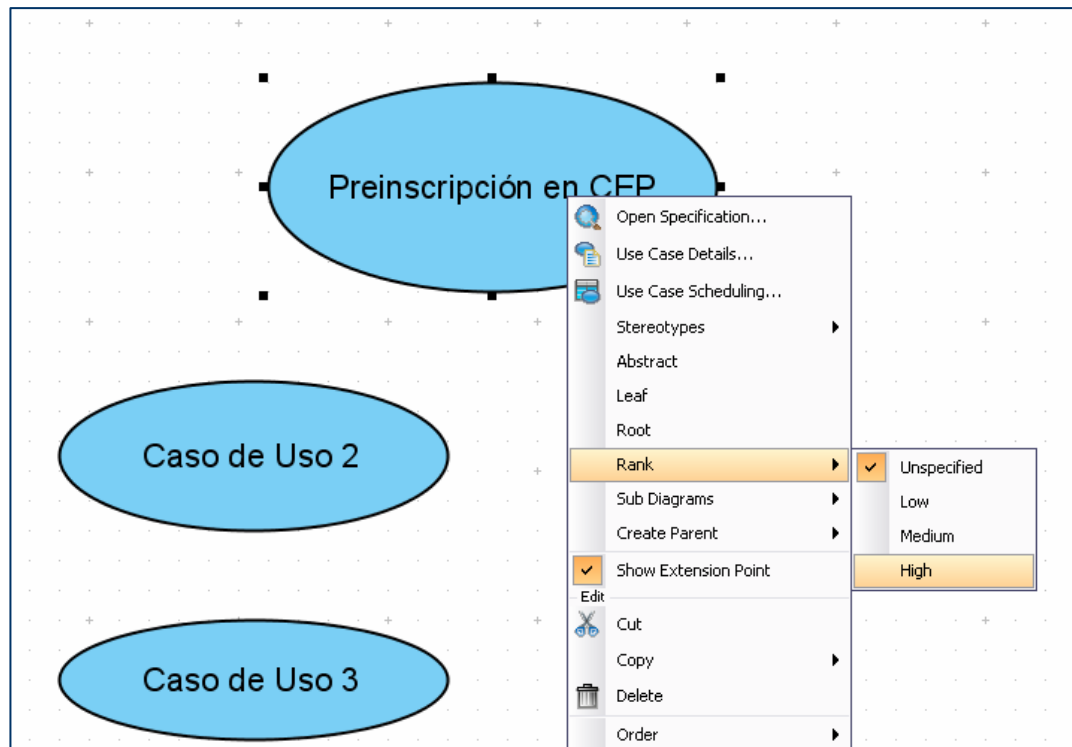 Preinscripción en CFP
Open Specification...
Use Case Details...
Use Case Scheduling...
Stereotypes
Abstract
Leaf
Root
Rank
Unspecified
Low
Medium
High
Sub Diagrams
Create Parent
Show Extension Point
Edit
Cut
Copy
Delete
Order
Caso de Uso 2
Caso de Uso 3